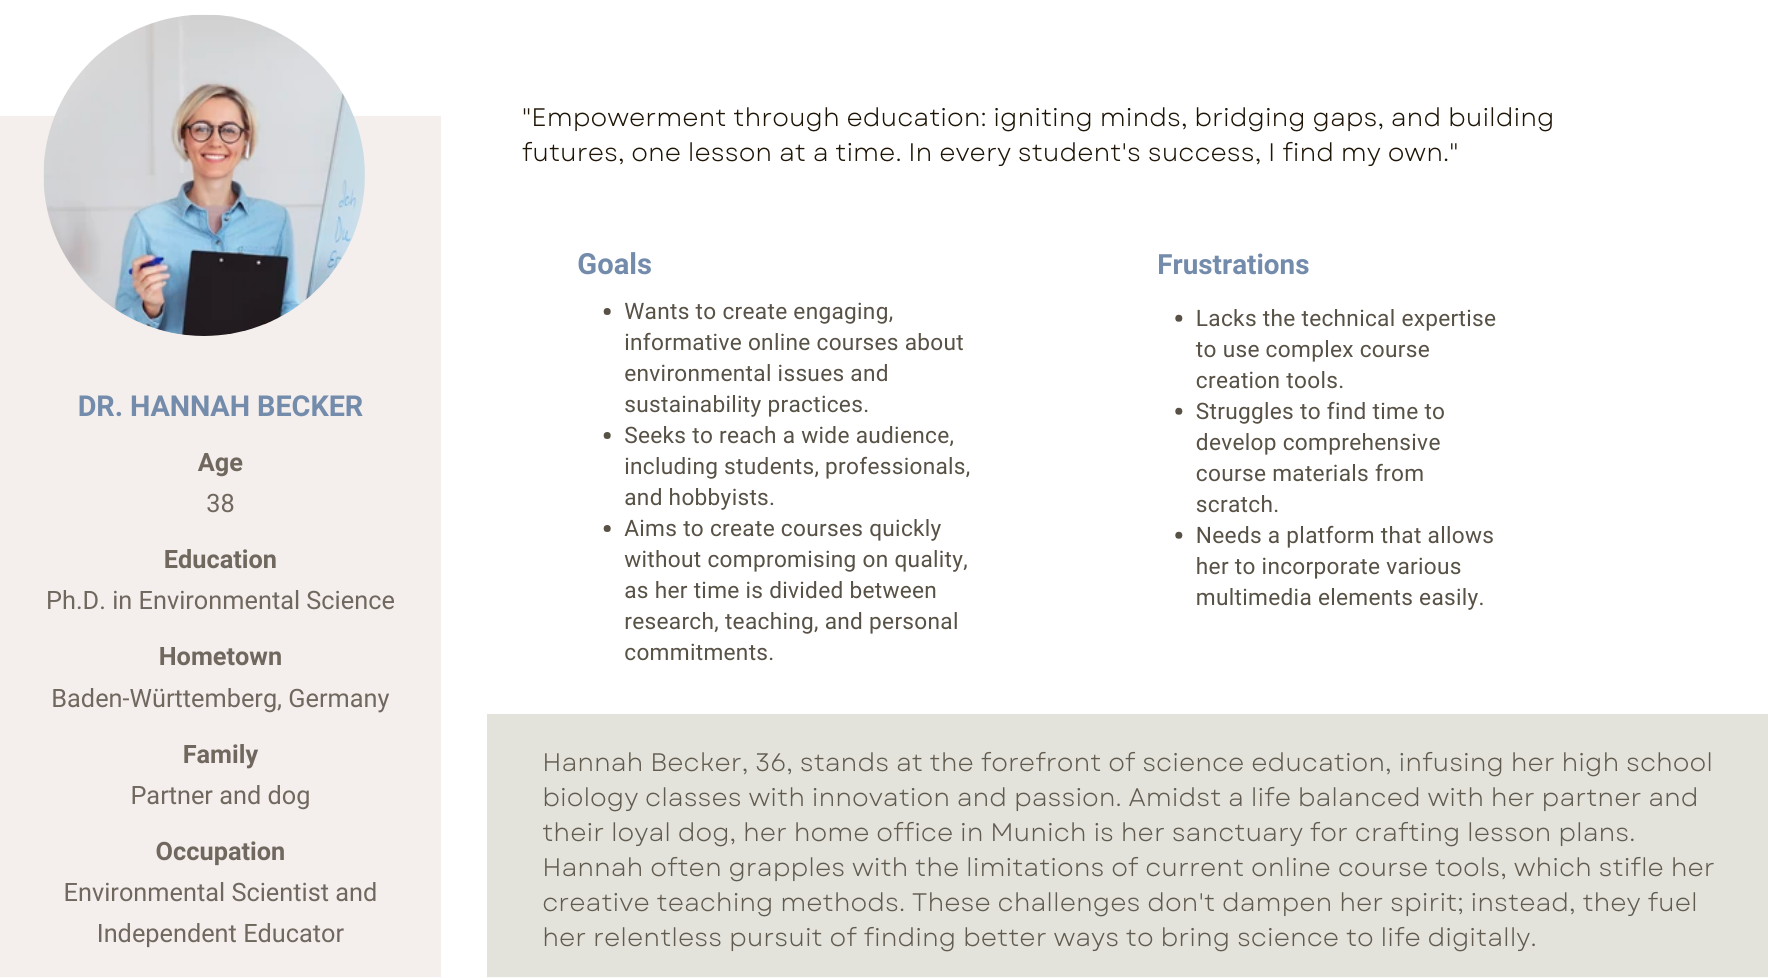 "Empowerment through education: igniting minds, bridging gaps, and building
futures, one lesson at a time. In every student's success, I find my own."
DR. HANNAH BECKER
Age
38
Education
Ph.D. in Environmental Science
Hometown
Baden-Württemberg, Germany
Family
Partner and dog
Occupation
Environmental Scientist and
Independent Educator
Goals
• Wants to create engaging,
informative online courses about
environmental issues and
sustainability practices.
• Seeks to reach a wide audience,
including students, professionals,
and hobbyists.
• Aims to create courses quickly
without compromising on quality,
as her time is divided between
research, teaching, and personal
commitments.
Frustrations
• Lacks the technical expertise
to use complex course
creation tools.
• Struggles to find time to
develop comprehensive
course materials from
scratch.
• Needs a platform that allows
her to incorporate various
multimedia elements easily.
Hannah Becker, 36, stands at the forefront of science education, infusing her high school
biology classes with innovation and passion. Amidst a life balanced with her partner and
their loyal dog, her home office in Munich is her sanctuary for crafting lesson plans.
Hannah often grapples with the limitations of current online course tools, which stifle her
creative teaching methods. These challenges don't dampen her spirit; instead, they fuel
her relentless pursuit of finding better ways to bring science to life digitally.